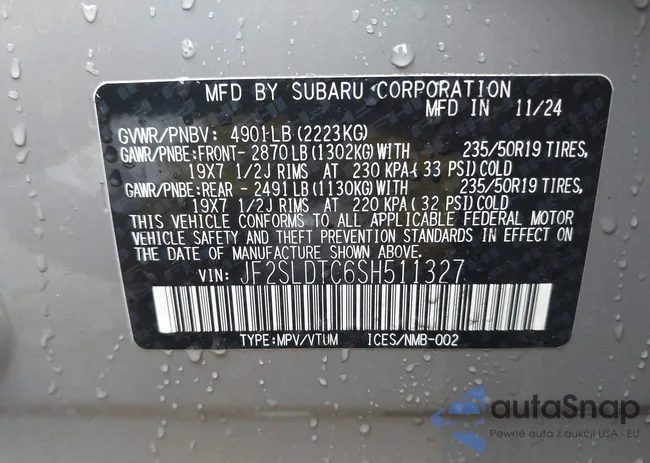 MFD BY SUBARU CORPORATION
MFD IN 11/24
GVWR/PNBV: 4901LB(2223KG)
GAWR/PNBE:FRONT- 2870LB(1302KG)WITH 235/50R19 TIRES,
19X7 1/2J RIMS AT 230 KPA(33 PSI)COLD
GAWR/PNBE:REAR - 2491LB(1130KG)WITH 235/50R19 TIRES,
19X7 1/2J RIMS AT 220 KPA(32 PSI)COLD
THIS VEHICLE CONFORMS TO ALL APPLICABLE FEDERAL MOTOR
VEHICLE SAFETY AND THEFT PREVENTION STANDARDS IN EFFECT ON
THE DATE OF MANUFACTURE SHOWN ABOVE.
VIN: JF2SLDTC6SH511327
TYPE:MPV/VTUM ICES/NMB-002
autaSnap
Pewne auta z aukcji USA i EU